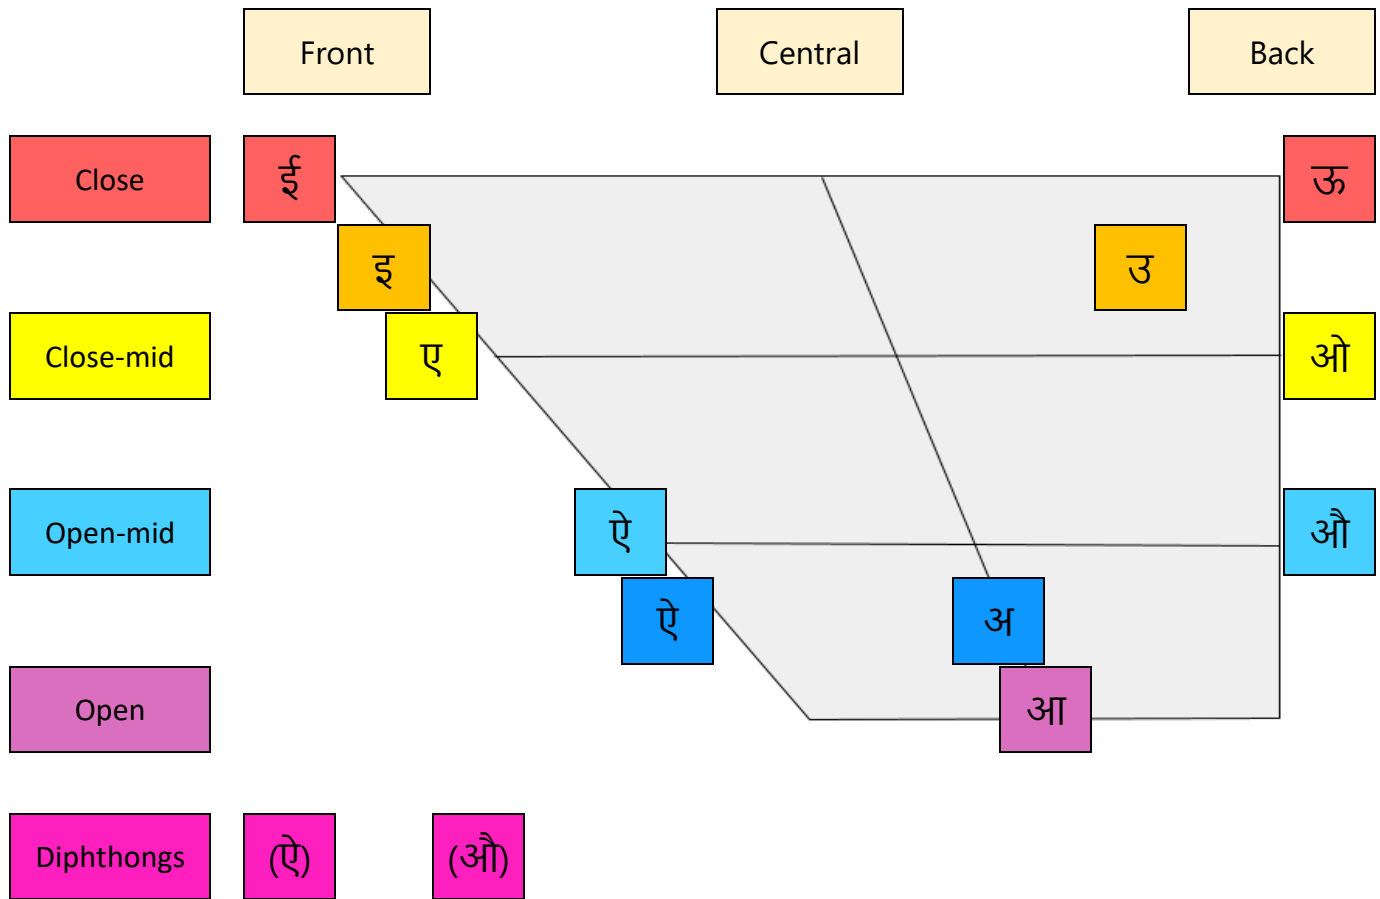 Front Central Back
Close ई ऊ
इ उ
Close-mid ए ओ
Open-mid ऐ औ
ऐ अ
Open आ
Diphthongs (ऐ) (औ)